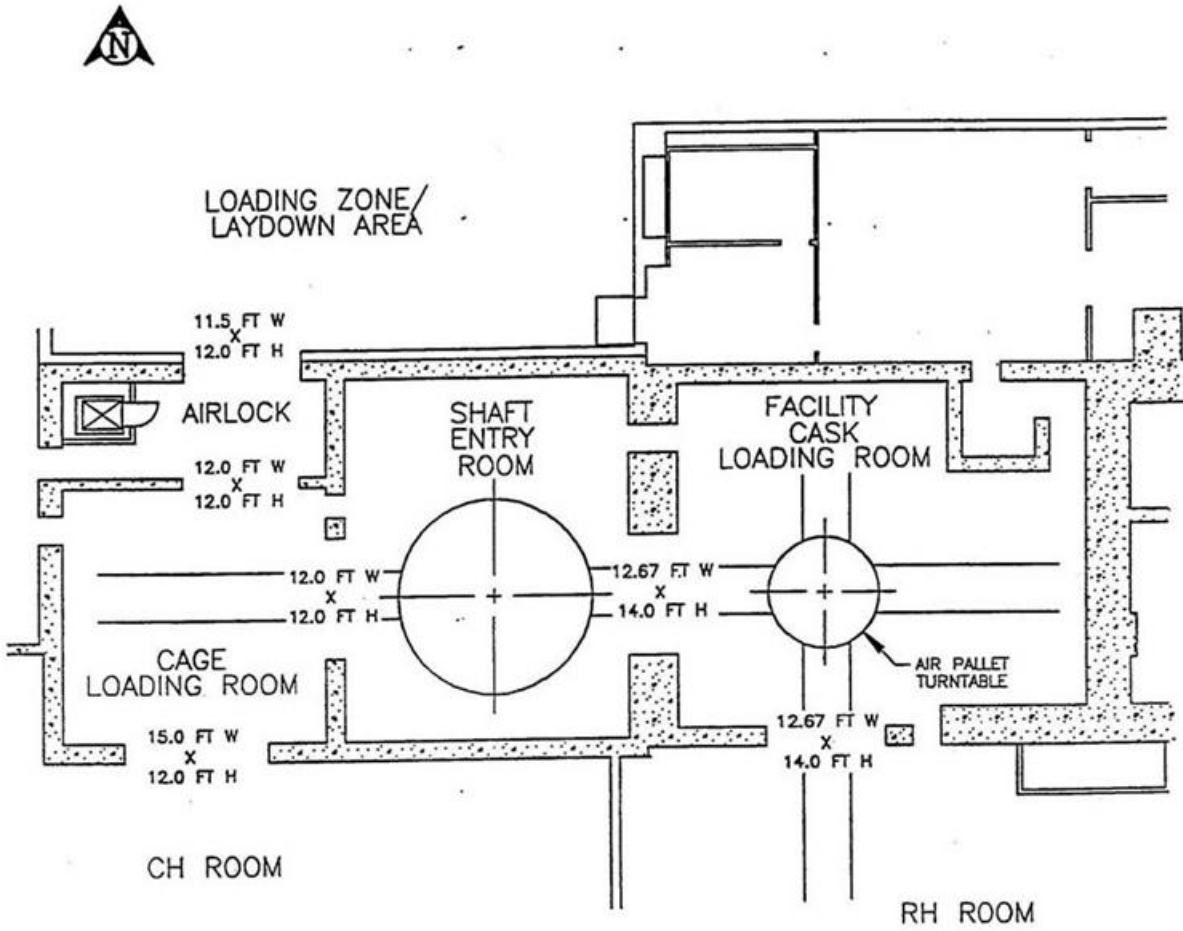 N
LOADING ZONE/
LAYDOWN AREA
11.5 FT W
X
12.0 FT H
AIRLOCK
12.0 FT W
X
12.0 FT H
SHAFT
ENTRY
ROOM
FACILITY
CASK
LOADING ROOM
12.0 FT W
X
12.0 FT H
12.67 FT W
X
14.0 FT H
CAGE
LOADING ROOM
AIR PALLET
TURNTABLE
15.0 FT W
X
12.0 FT H
12.67 FT W
X
14.0 FT H
CH ROOM
RH ROOM